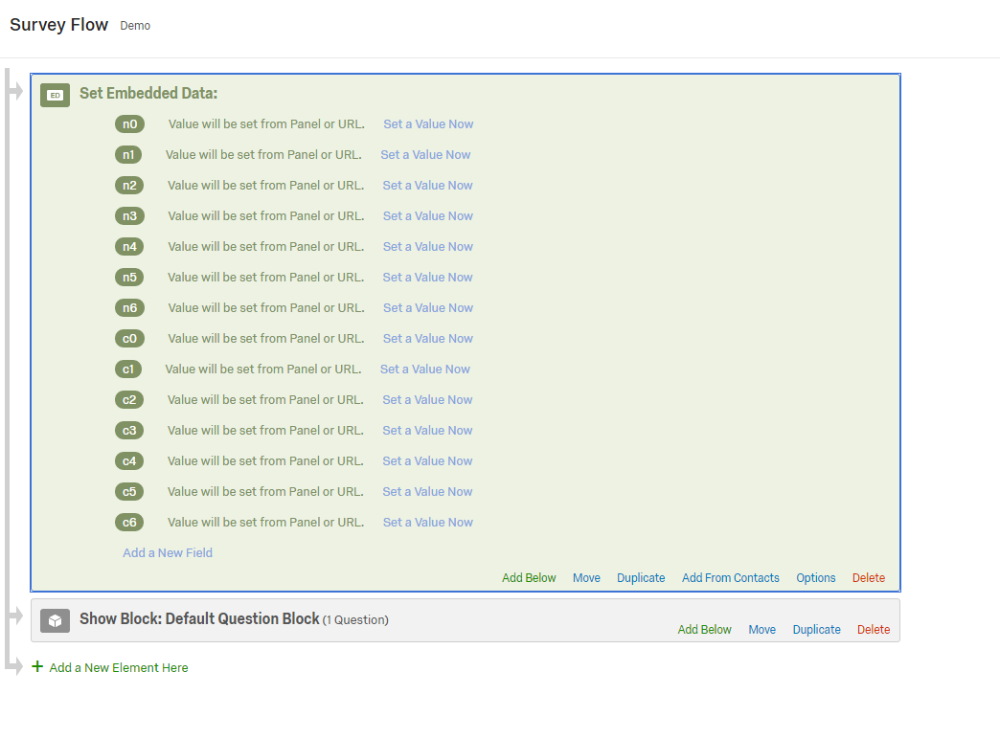 Survey Flow Demo
ED Set Embedded Data:
n0 Value will be set from Panel or URL. Set a Value Now
n1 Value will be set from Panel or URL. Set a Value Now
n2 Value will be set from Panel or URL. Set a Value Now
n3 Value will be set from Panel or URL. Set a Value Now
n4 Value will be set from Panel or URL. Set a Value Now
n5 Value will be set from Panel or URL. Set a Value Now
n6 Value will be set from Panel or URL. Set a Value Now
c0 Value will be set from Panel or URL. Set a Value Now
c1 Value will be set from Panel or URL. Set a Value Now
c2 Value will be set from Panel or URL. Set a Value Now
c3 Value will be set from Panel or URL. Set a Value Now
c4 Value will be set from Panel or URL. Set a Value Now
c5 Value will be set from Panel or URL. Set a Value Now
c6 Value will be set from Panel or URL. Set a Value Now
Add a New Field
Add Below Move Duplicate Add From Contacts Options Delete
Show Block: Default Question Block (1 Question)
Add Below Move Duplicate Delete
+ Add a New Element Here